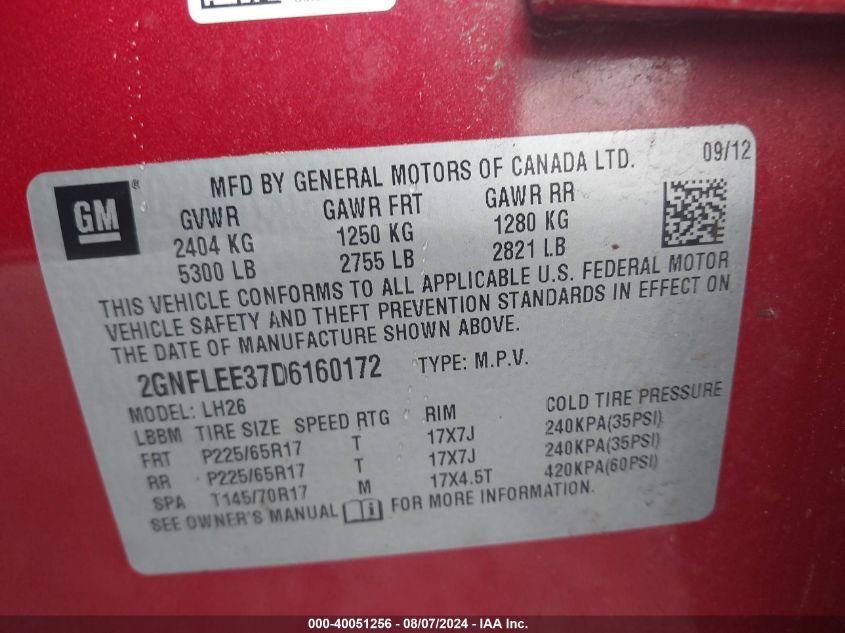 MFD BY GENERAL MOTORS OF CANADA LTD. 09/12
GM ®
GVWR GAWR FRT GAWR RR
2404 KG 1250 KG 1280 KG
5300 LB 2755 LB 2821 LB
THIS VEHICLE CONFORMS TO ALL APPLICABLE U.S. FEDERAL MOTOR
VEHICLE SAFETY AND THEFT PREVENTION STANDARDS IN EFFECT ON
THE DATE OF MANUFACTURE SHOWN ABOVE.
2GNFLEE37D6160172 TYPE: M.P.V.
MODEL: LH26
LBBM TIRE SIZE SPEED RTG RIM COLD TIRE PRESSURE
FRT P225/65R17 T 17X7J 240KPA(35PSI)
RR P225/65R17 T 17X7J 240KPA(35PSI)
SPA T145/70R17 M 17X4.5T 420KPA(60PSI)
SEE OWNER'S MANUAL FOR MORE INFORMATION.
000-40051256 - 08/07/2024 - IAA Inc.